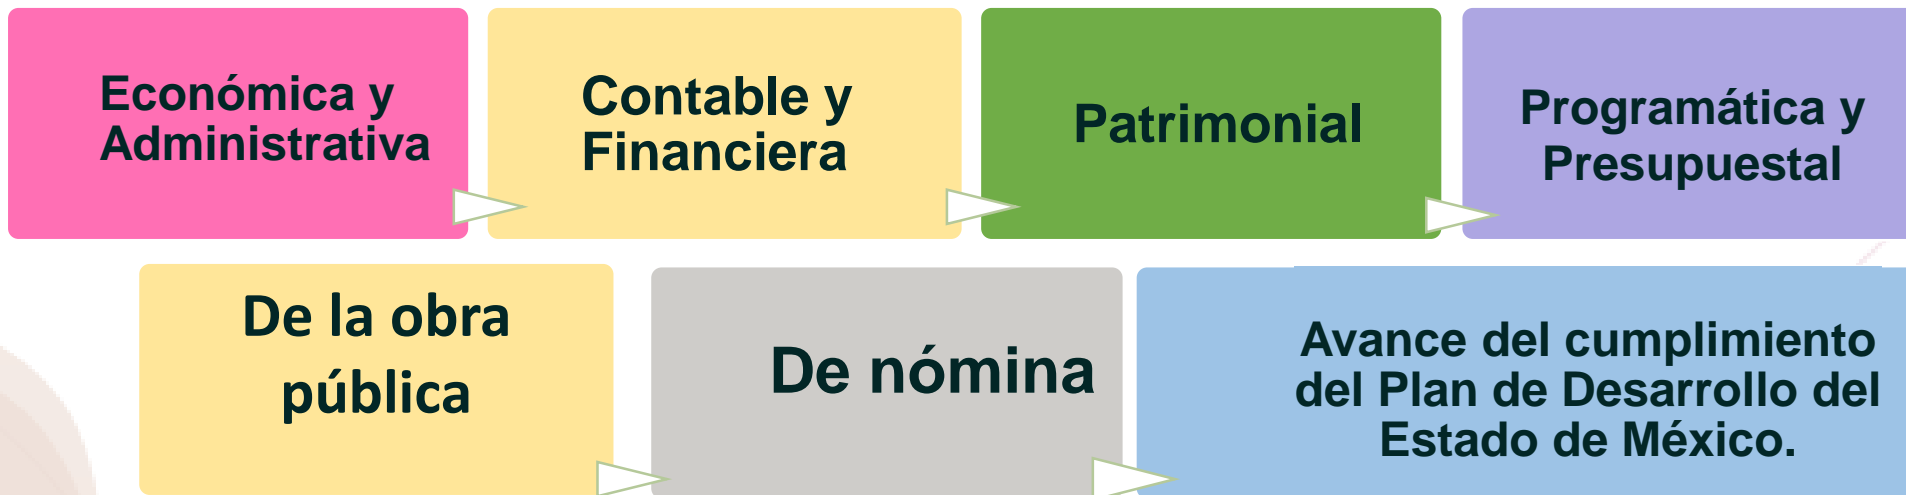 Económica y
Administrativa
Contable y
Financiera
Patrimonial
Programática y
Presupuestal
De la obra
pública
De nómina
Avance del cumplimiento
del Plan de Desarrollo del
Estado de México.